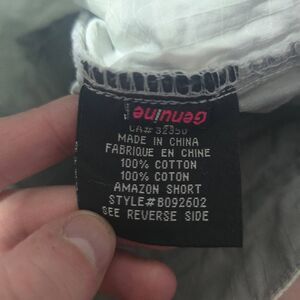 Genuine
CA# 32350
MADE IN CHINA
FABRIQUE EN CHINE
100% COTTON
100% COTON
AMAZON SHORT
STYLE#B092602
SEE REVERSE SIDE